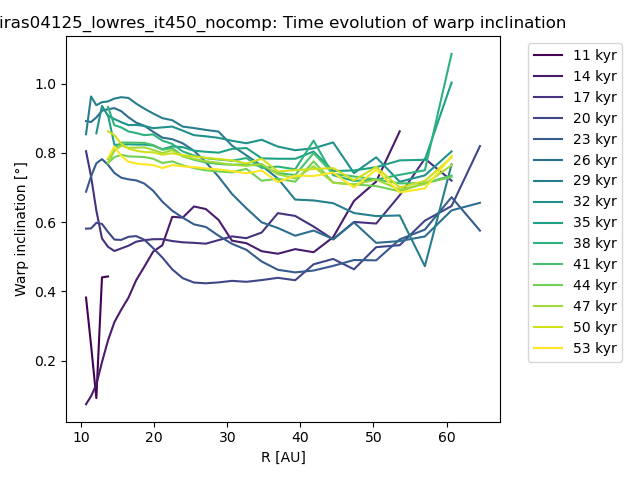 iras04125_lowres_it450_nocomp: Time evolution of warp inclination
Warp inclination [°]
1.0
0.8
0.6
0.4
0.2
10
20
30
40
50
60
R [AU]
11 kyr
14 kyr
17 kyr
20 kyr
23 kyr
26 kyr
29 kyr
32 kyr
35 kyr
38 kyr
41 kyr
44 kyr
47 kyr
50 kyr
53 kyr